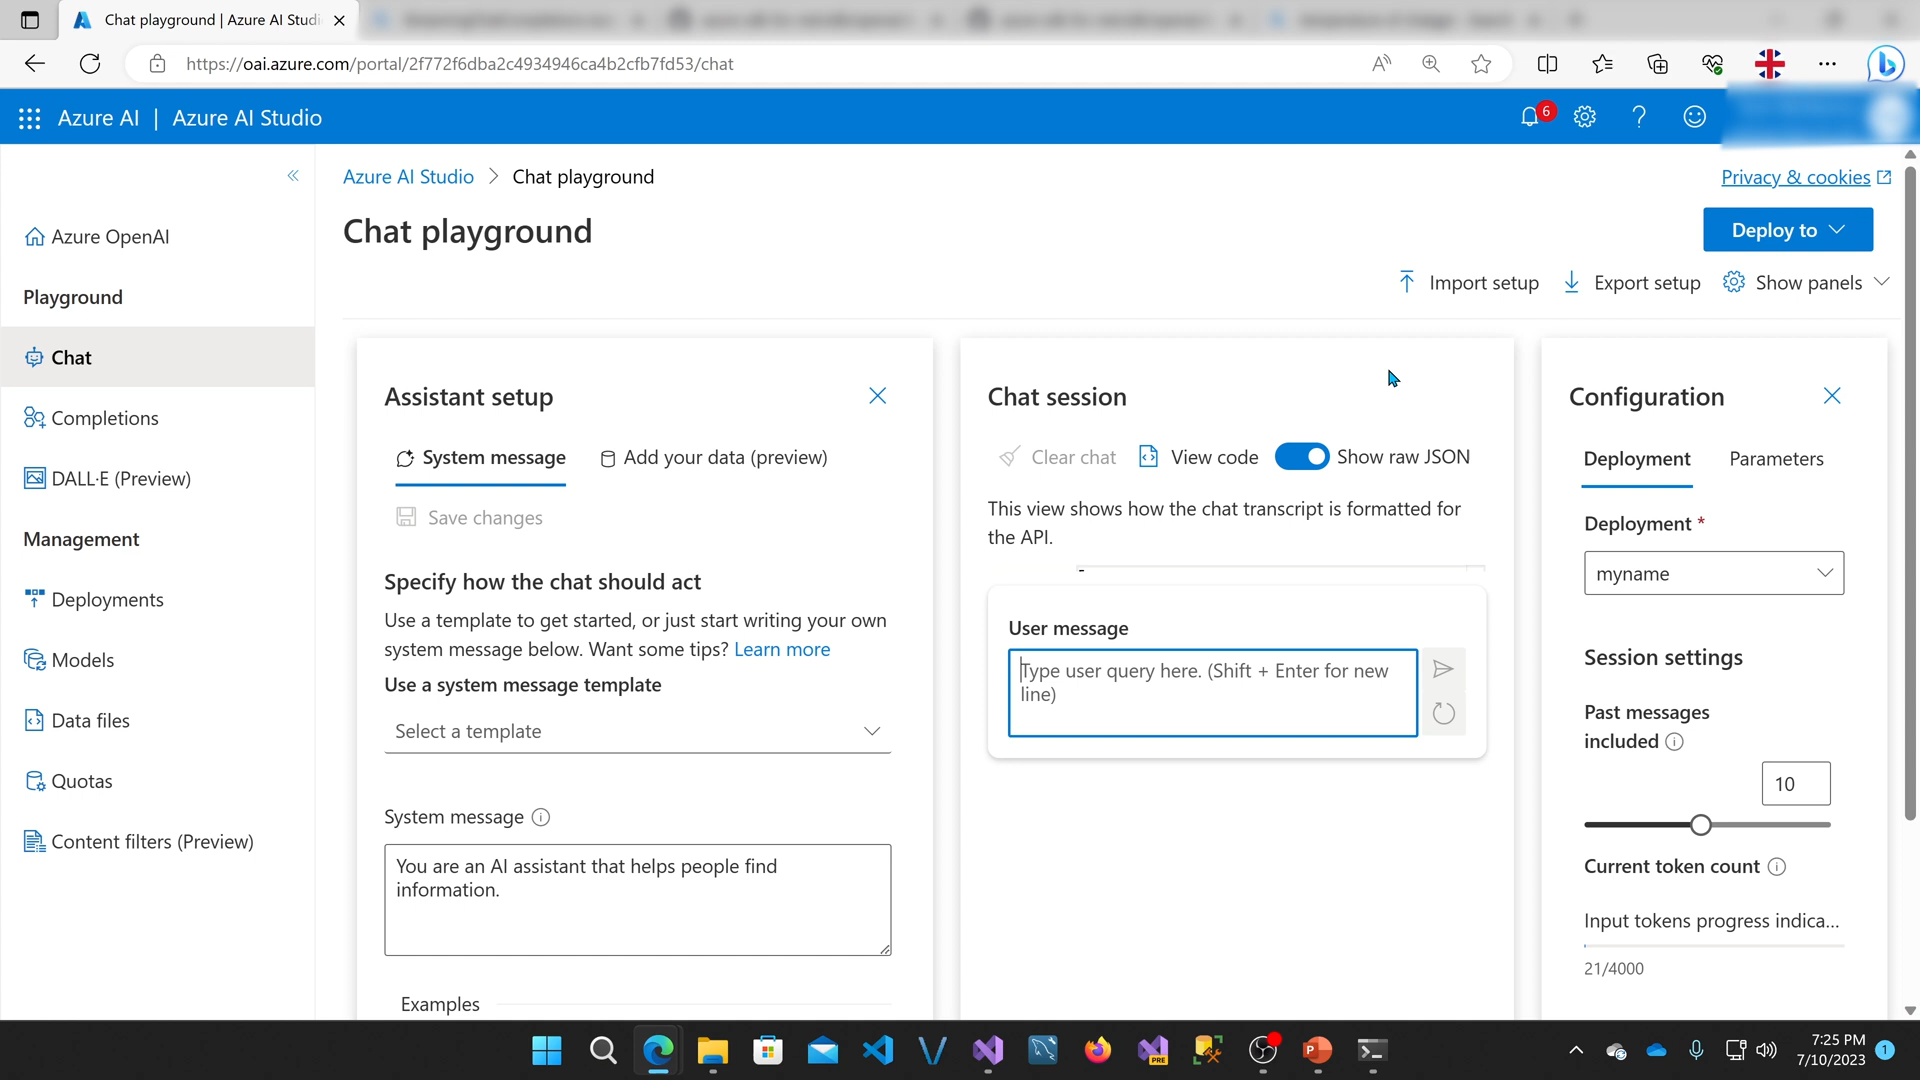 Chat playground | Azure AI Studi
https://oai.azure.com/portal/2f772f6dba2c4934946ca4b2cfb7fd53/chat
Azure AI | Azure AI Studio
6
Azure AI Studio > Chat playground
Privacy & cookies
Chat playground
Deploy to
Import setup
Export setup
Show panels
Azure OpenAI
Playground
Chat
Completions
DALL·E (Preview)
Management
Deployments
Models
Data files
Quotas
Content filters (Preview)
Assistant setup
System message
Add your data (preview)
Save changes
Specify how the chat should act
Use a template to get started, or just start writing your own
system message below. Want some tips? Learn more
Use a system message template
Select a template
System message
You are an AI assistant that helps people find
information.
Examples
Chat session
Clear chat
View code
Show raw JSON
This view shows how the chat transcript is formatted for
the API.
User message
Type user query here. (Shift + Enter for new
line)
Configuration
Deployment
Parameters
Deployment *
myname
Session settings
Past messages
included
10
Current token count
Input tokens progress indica...
21/4000
PRE
7:25 PM
7/10/2023
1